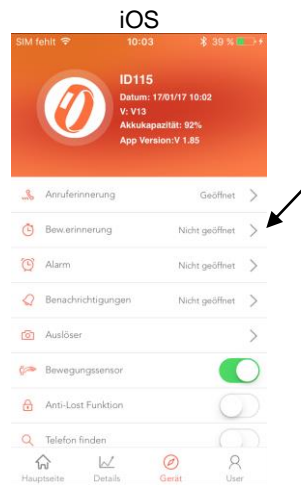 iOS
SIM fehlt 10:03 39 %
ID115
Datum: 17/01/17 10:02
V: V13
Akkukapazität: 92%
App Version:V 1.85
Anruferinnerung Geöffnet
Bew.erinnerung Nicht geöffnet
Alarm Nicht geöffnet
Benachrichtigungen Nicht geöffnet
Auslöser
Bewegungssensor
Anti-Lost Funktion
Telefon finden
Hauptseite Details Gerät User